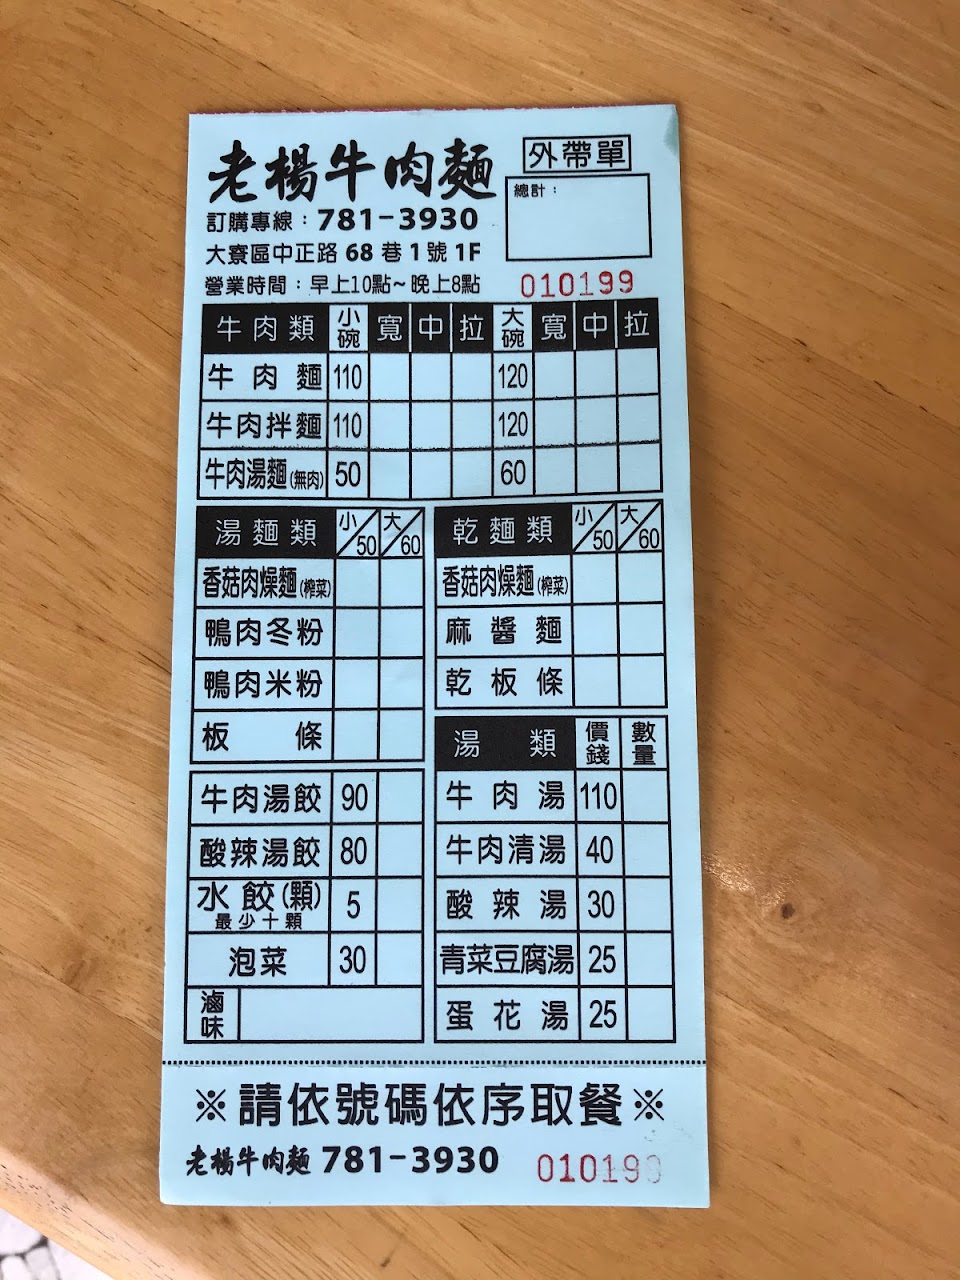 老楊牛肉麵
外帶單
訂購專線：781-3930
總計：
大寮區中正路 68 巷 1 號 1F
營業時間：早上10點~晚上8點
010199
牛肉類 小碗 寬 中 拉 大碗 寬 中 拉
牛肉麵 110 120
牛肉拌麵 110 120
牛肉湯麵(無肉) 50 60
湯麵類 小/50 大/60
香菇肉燥麵(榨菜)
鴨肉冬粉
鴨肉米粉
板條
乾麵類 小/50 大/60
香菇肉燥麵(榨菜)
麻醬麵
乾板條
牛肉湯餃 90
酸辣湯餃 80
水餃(顆) 5
最少十顆
泡菜 30
滷味
湯類 價錢 數量
牛肉湯 110
牛肉清湯 40
酸辣湯 30
青菜豆腐湯 25
蛋花湯 25
※請依號碼依序取餐※
老楊牛肉麵 781-3930
010199